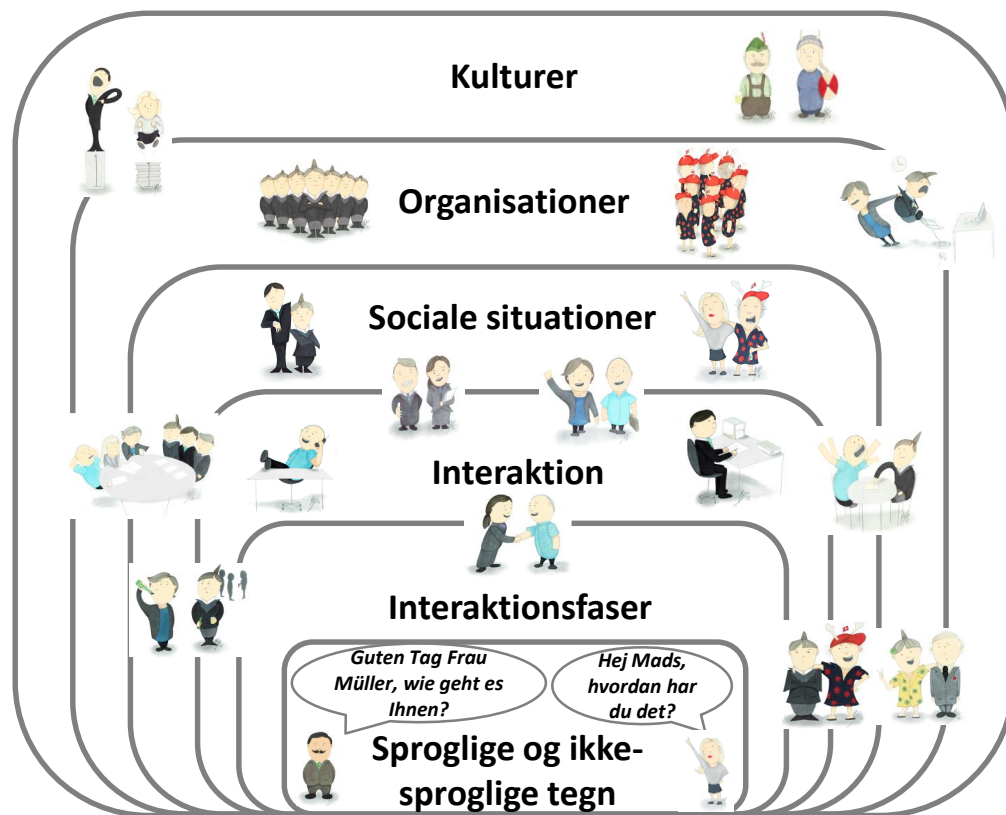 Kulturer
Organisationer
Sociale situationer
Interaktion
Interaktionsfaser
Guten Tag Frau
Müller, wie geht es
Ihnen?
Hej Mads,
hvordan har
du det?
Sproglige og ikke-
sproglige tegn